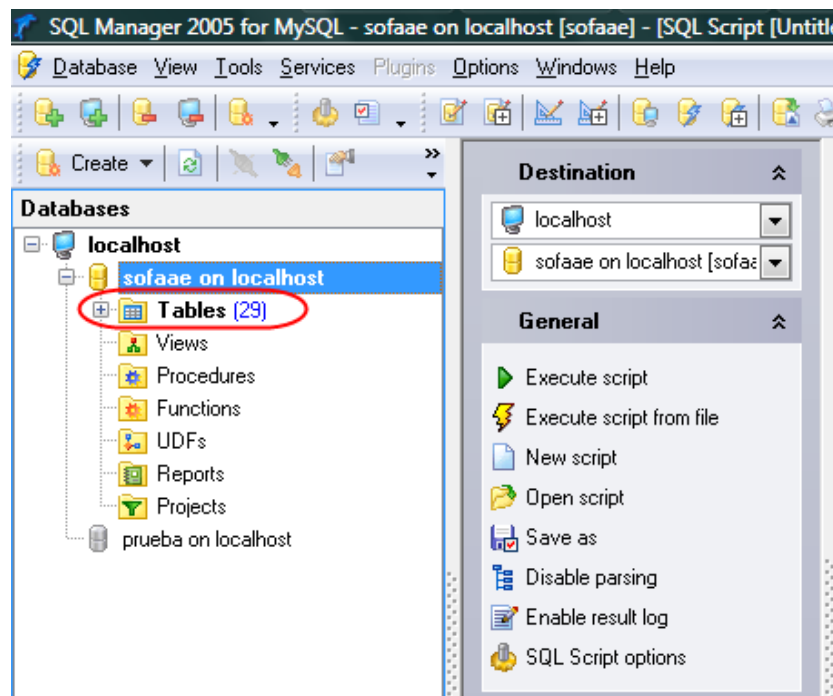 SQL Manager 2005 for MySQL - sofaae on localhost [sofaae] - [SQL Script [Untitle
Database View Tools Services Plugins Options Windows Help
Create
Databases
localhost
sofaae on localhost
Tables (29)
Views
Procedures
Functions
UDFs
Reports
Projects
prueba on localhost
Destination
localhost
sofaae on localhost [sofaa
General
Execute script
Execute script from file
New script
Open script
Save as
Disable parsing
Enable result log
SQL Script options